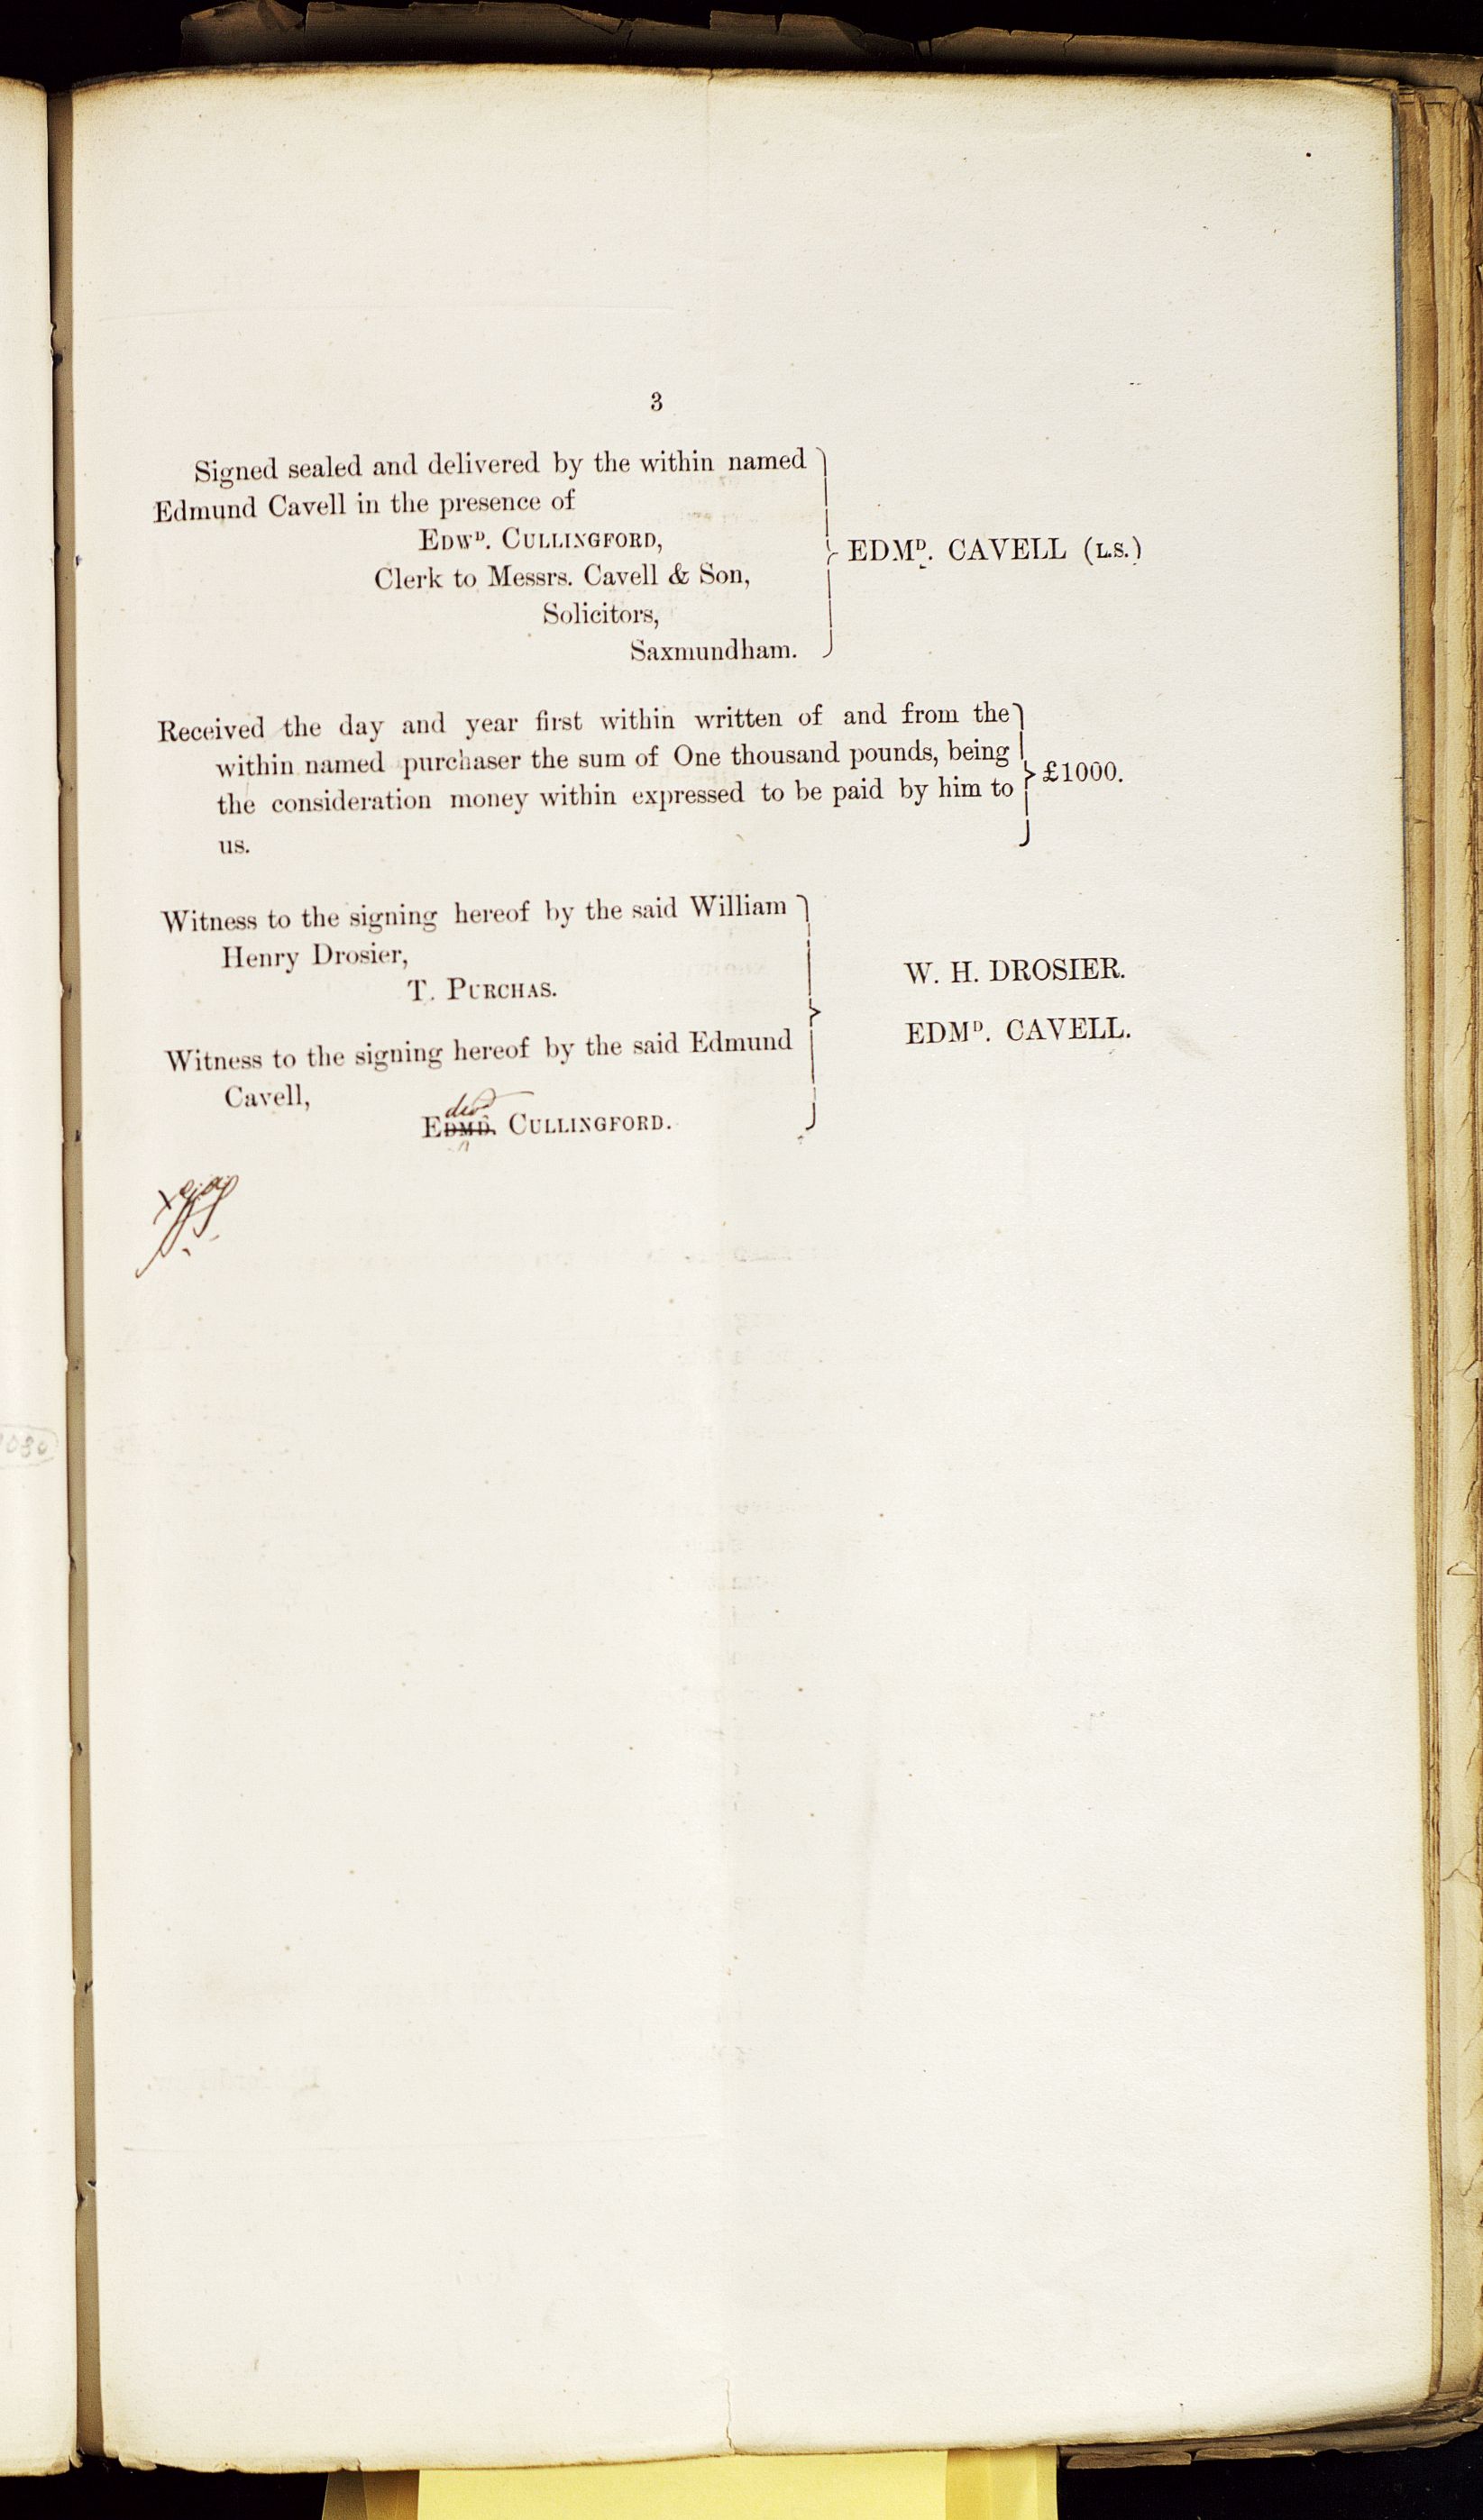 3
Signed sealed and delivered by the within named
Edmund Cavell in the presence of
EDWᴰ. CULLINGFORD,
Clerk to Messrs. Cavell & Son,
Solicitors,
Saxmundham.
EDMᴰ. CAVELL (L.S.)
Received the day and year first within written of and from the
within named purchaser the sum of One thousand pounds, being
the consideration money within expressed to be paid by him to
us.
£1000.
Witness to the signing hereof by the said William
Henry Drosier,
T. PURCHAS.
Witness to the signing hereof by the said Edmund
Cavell,
EDMD. CULLINGFORD.
W. H. DROSIER.
EDMᴰ. CAVELL.